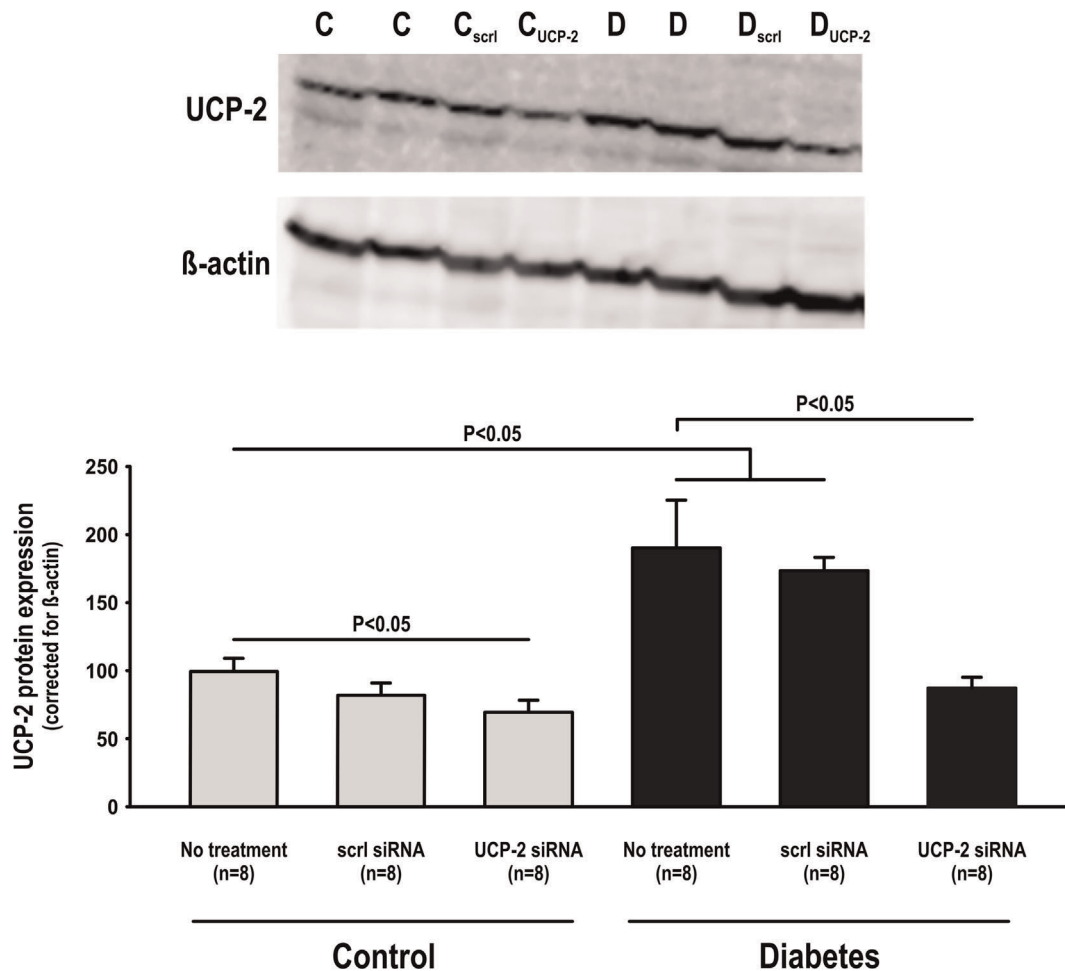 C C Cscrl CUCP-2 D D Dscrl DUCP-2
UCP-2
ß-actin
P<0.05
P<0.05
P<0.05
UCP-2 protein expression
(corrected for ß-actin)
250
200
150
100
50
0
No treatment scrl siRNA UCP-2 siRNA No treatment scrl siRNA UCP-2 siRNA
(n=8) (n=8) (n=8) (n=8) (n=8) (n=8)
Control Diabetes